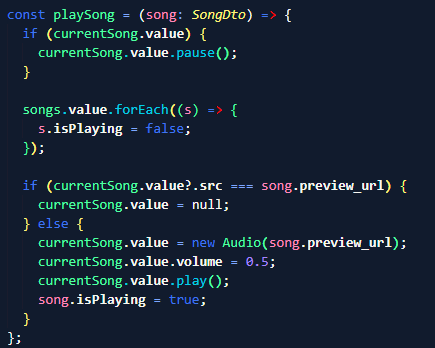 const playSong = (song: SongDto) => {
  if (currentSong.value) {
    currentSong.value.pause();
  }

  songs.value.forEach((s) => {
    s.isPlaying = false;
  });

  if (currentSong.value?.src === song.preview_url) {
    currentSong.value = null;
  } else {
    currentSong.value = new Audio(song.preview_url);
    currentSong.value.volume = 0.5;
    currentSong.value.play();
    song.isPlaying = true;
  }
};